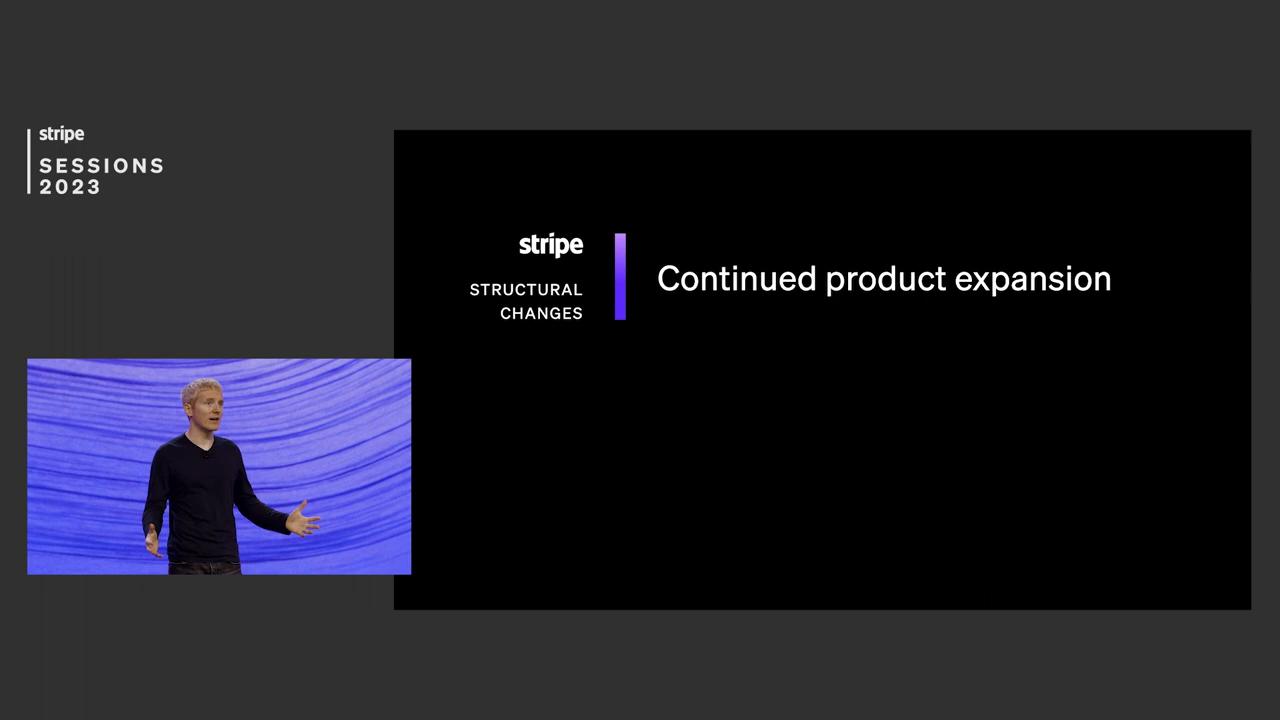 stripe
SESSIONS
2023
stripe
STRUCTURAL
CHANGES
Continued product expansion